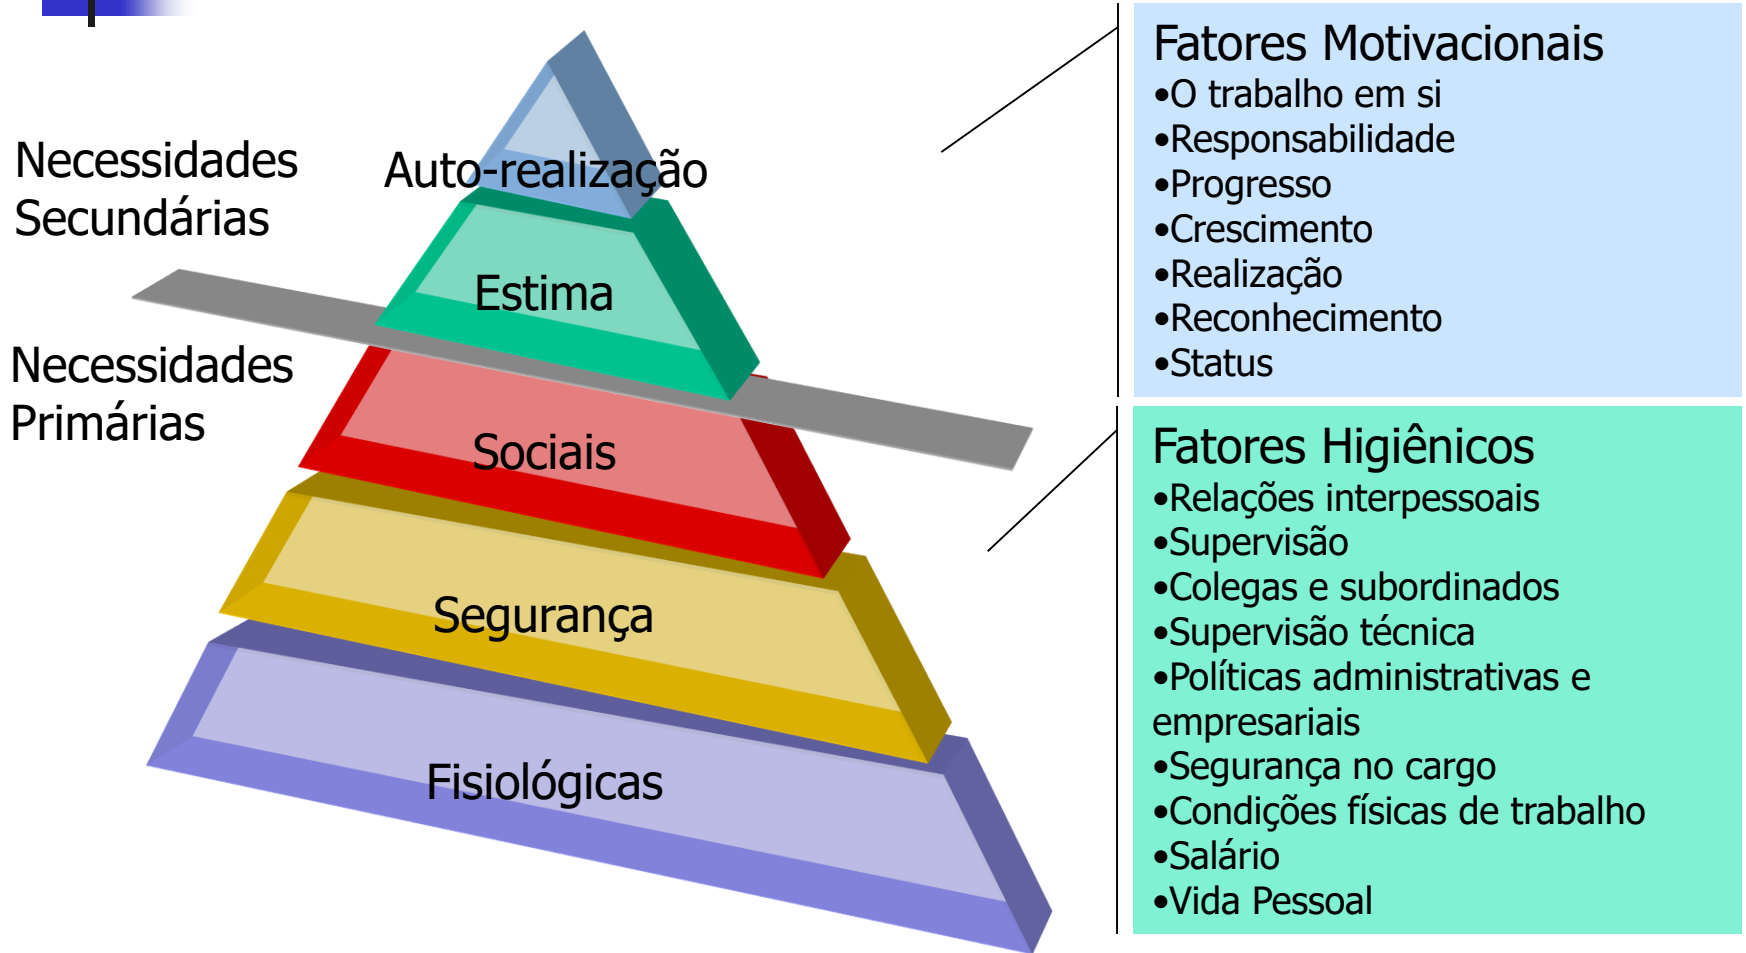 Necessidades
Secundárias
Necessidades
Primárias
Auto-realização
Estima
Sociais
Segurança
Fisiológicas
Fatores Motivacionais
•O trabalho em si
•Responsabilidade
•Progresso
•Crescimento
•Realização
•Reconhecimento
•Status
Fatores Higiênicos
•Relações interpessoais
•Supervisão
•Colegas e subordinados
•Supervisão técnica
•Políticas administrativas e
empresariais
•Segurança no cargo
•Condições físicas de trabalho
•Salário
•Vida Pessoal